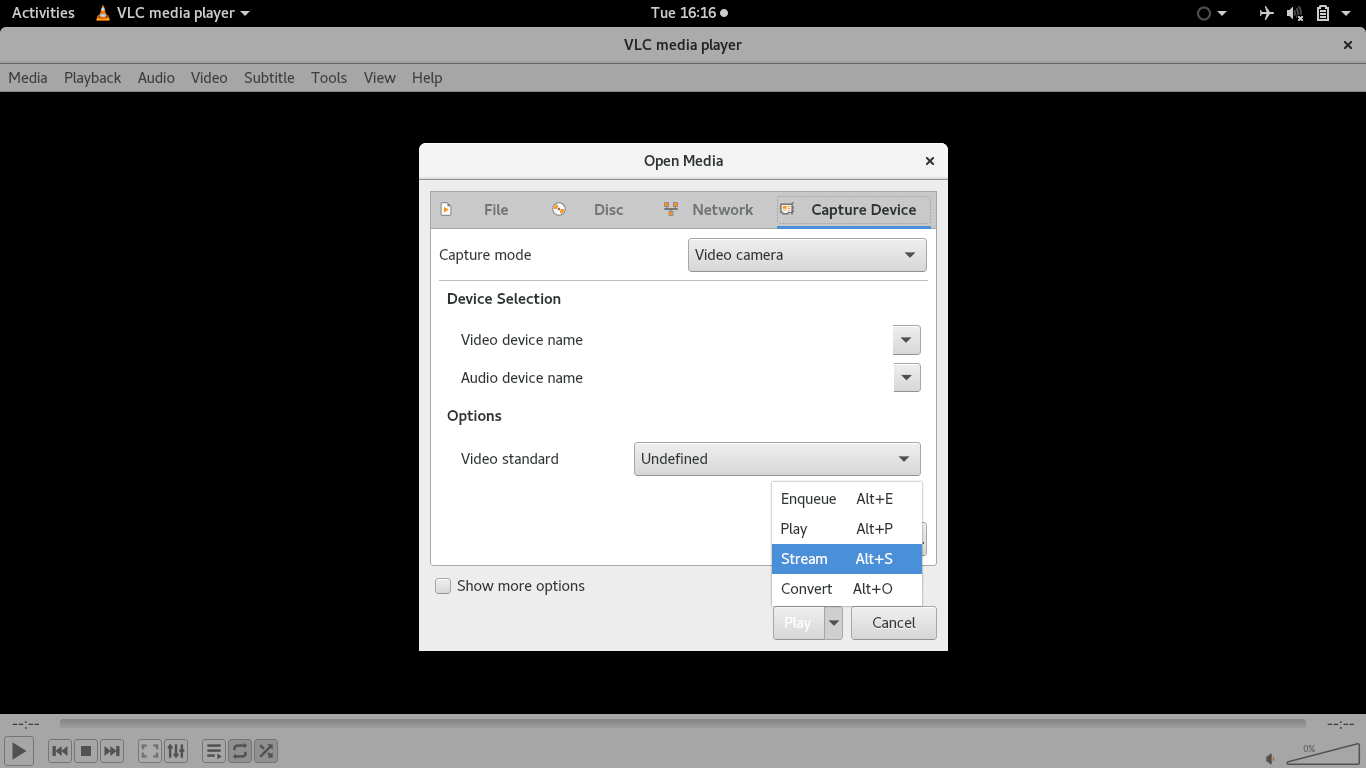 Activities VLC media player Tue 16:16
VLC media player
Media Playback Audio Video Subtitle Tools View Help
Open Media
File Disc Network Capture Device
Capture mode Video camera
Device Selection
Video device name
Audio device name
Options
Video standard Undefined
Enqueue Alt+E
Play Alt+P
Stream Alt+S
Convert Alt+O
Show more options
Play Cancel
--:-- --:--
0%